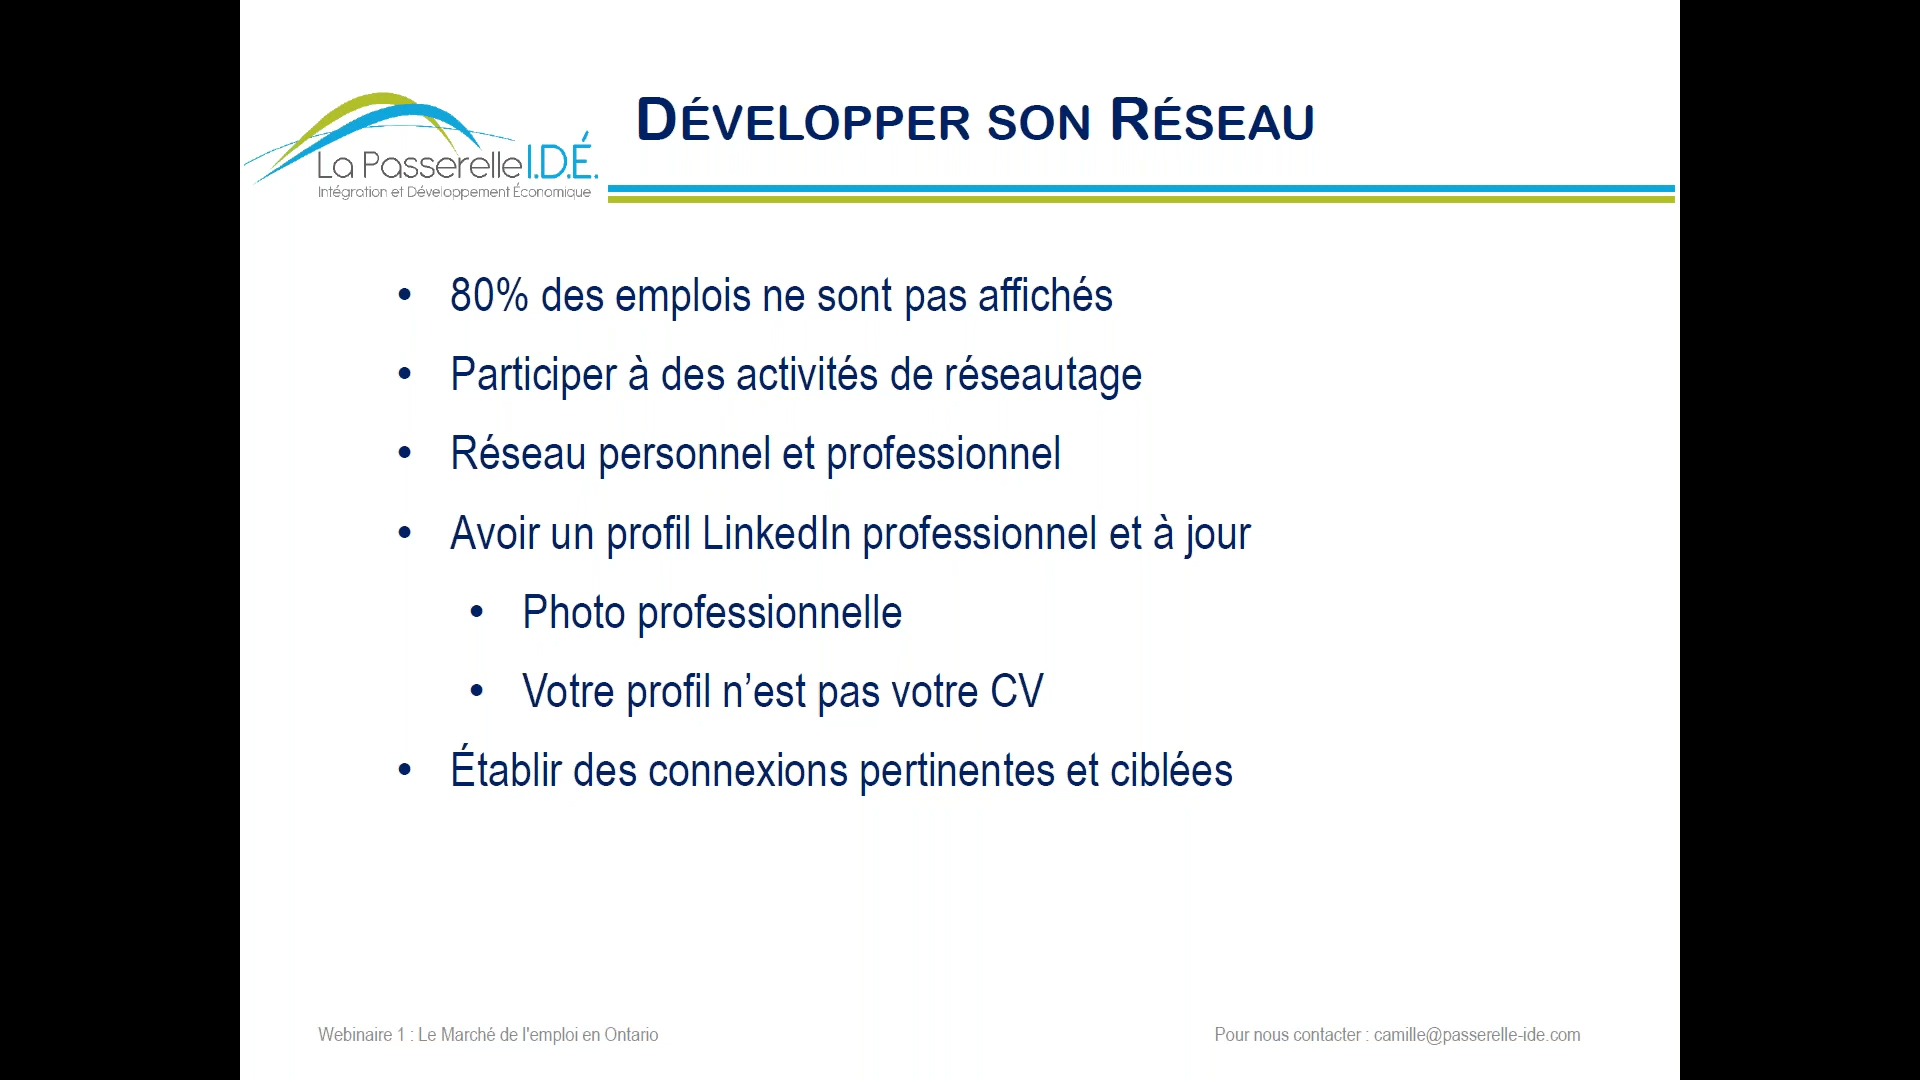 Développer son Réseau
La Passerelle I.D.É.
Intégration et Développement Économique
• 80% des emplois ne sont pas affichés
• Participer à des activités de réseautage
• Réseau personnel et professionnel
• Avoir un profil LinkedIn professionnel et à jour
• Photo professionnelle
• Votre profil n’est pas votre CV
• Établir des connexions pertinentes et ciblées
Webinaire 1 : Le Marché de l'emploi en Ontario
Pour nous contacter : camille@passerelle-ide.com